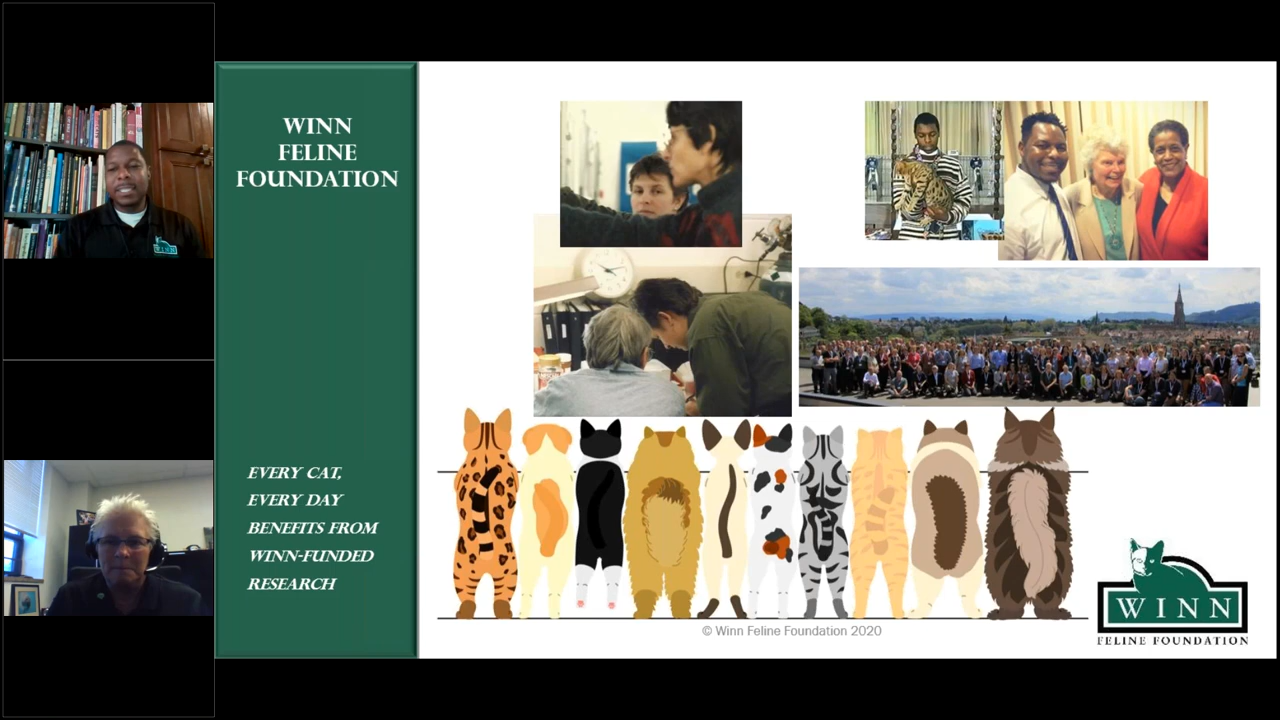 WINN
FELINE
FOUNDATION
EVERY CAT,
EVERY DAY
BENEFITS FROM
WINN-FUNDED
RESEARCH
© Winn Feline Foundation 2020
WINN
FELINE FOUNDATION
WINN